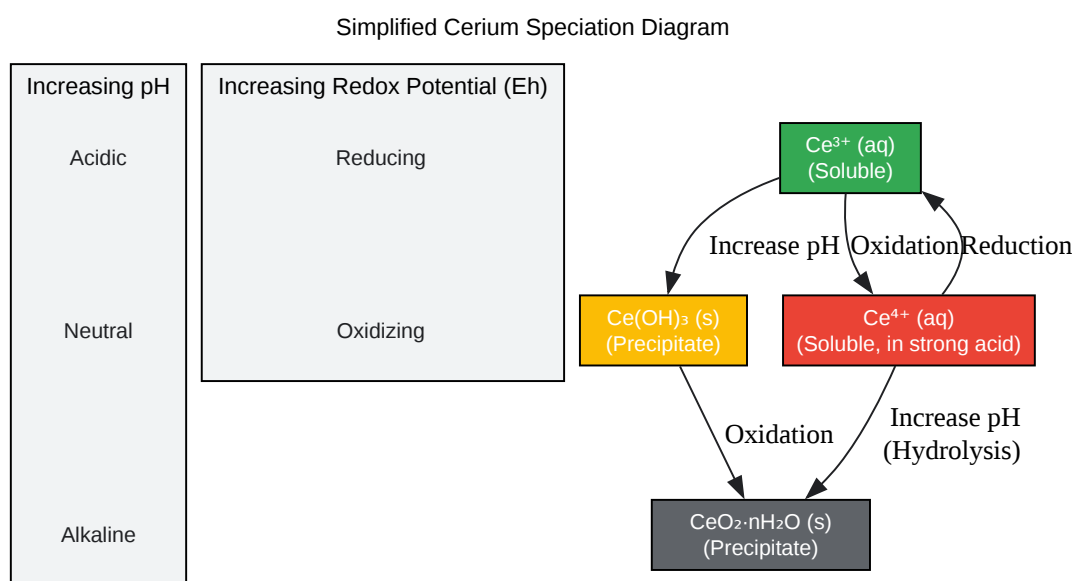 Simplified Cerium Speciation Diagram
Increasing pH
Acidic
Neutral
Alkaline
Increasing Redox Potential (Eh)
Reducing
Oxidizing
Ce³⁺ (aq)
(Soluble)
Increase pH
Oxidation
Reduction
Ce(OH)₃ (s)
(Precipitate)
Ce⁴⁺ (aq)
(Soluble, in strong acid)
Oxidation
Increase pH
(Hydrolysis)
CeO₂·nH₂O (s)
(Precipitate)